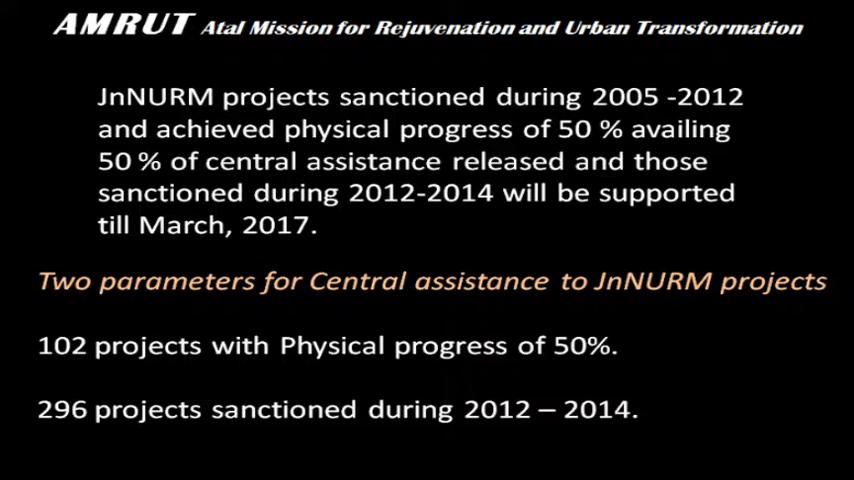 AMRUT Atal Mission for Rejuvenation and Urban Transformation
JnNURM projects sanctioned during 2005 -2012
and achieved physical progress of 50 % availing
50 % of central assistance released and those
sanctioned during 2012-2014 will be supported
till March, 2017.
Two parameters for Central assistance to JnNURM projects
102 projects with Physical progress of 50%.
296 projects sanctioned during 2012 – 2014.